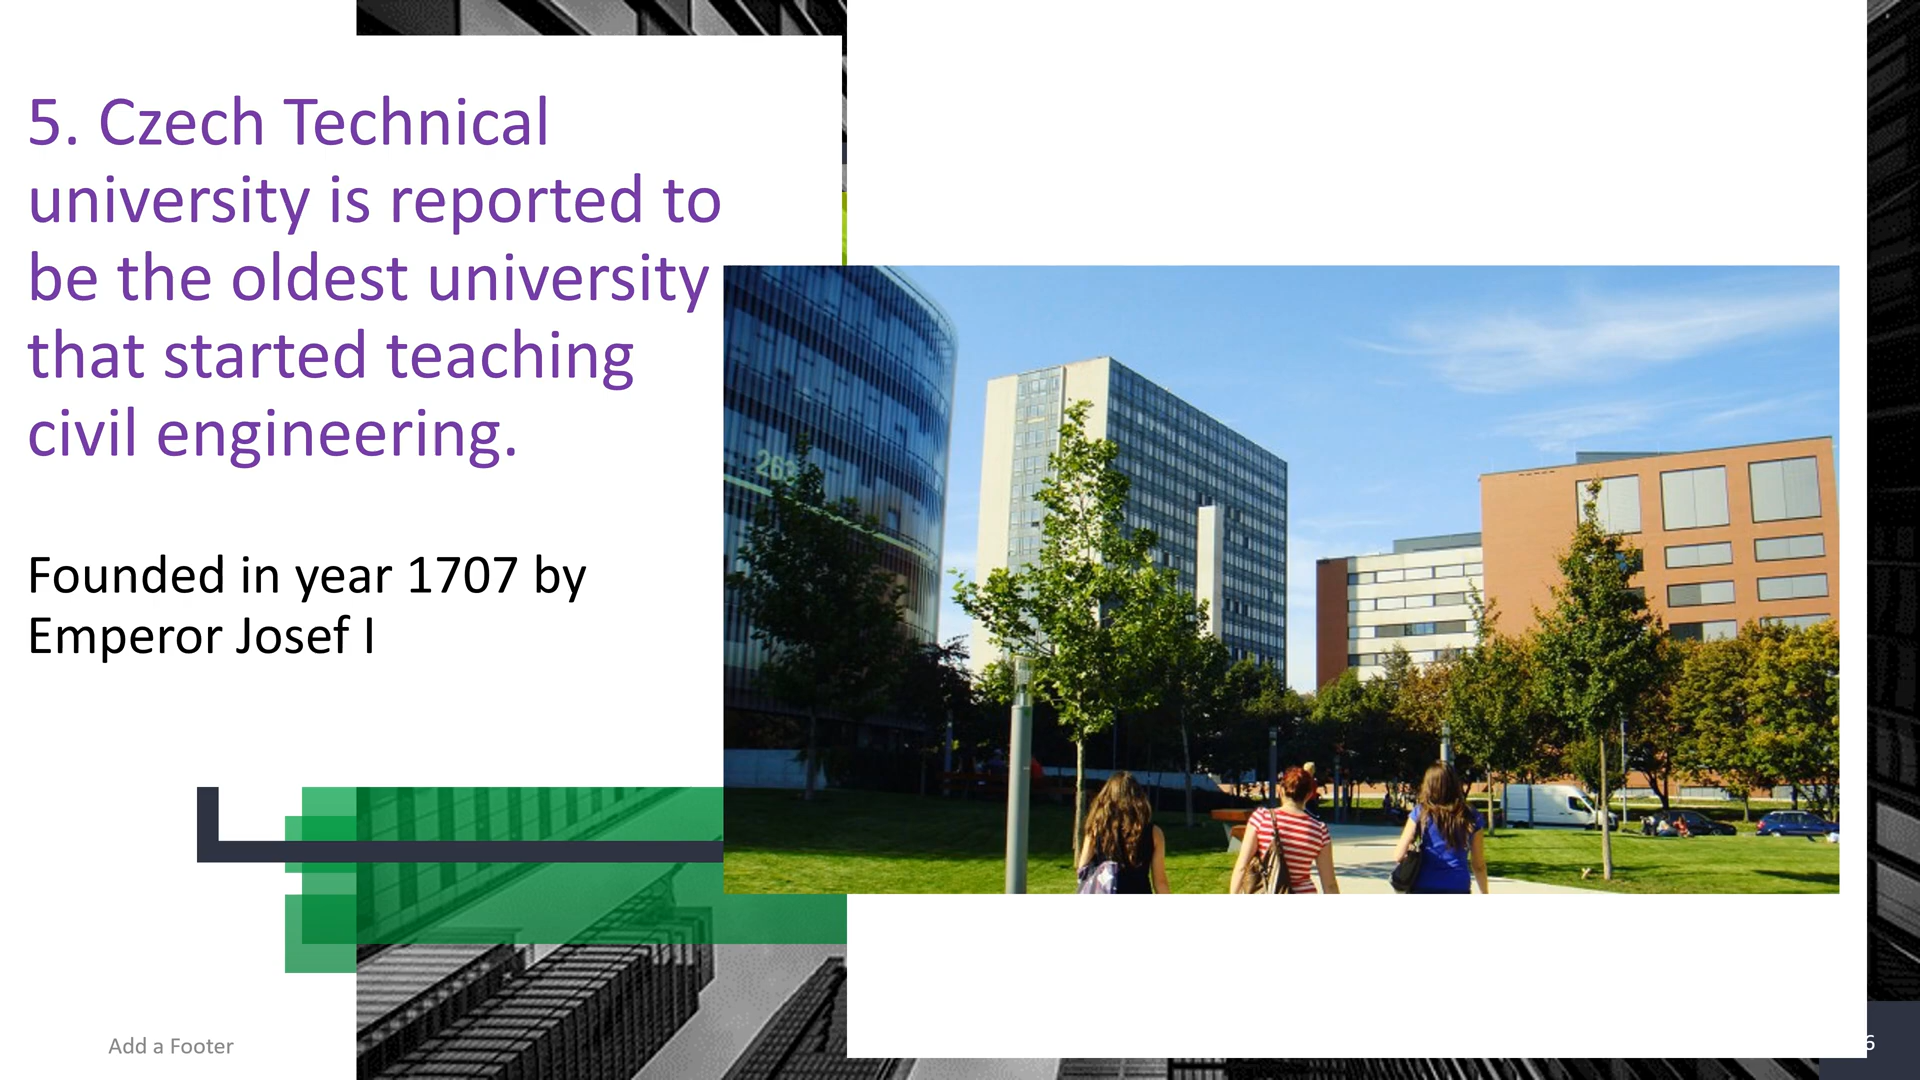 5. Czech Technical
university is reported to
be the oldest university
that started teaching
civil engineering.
Founded in year 1707 by
Emperor Josef I
Add a Footer
6